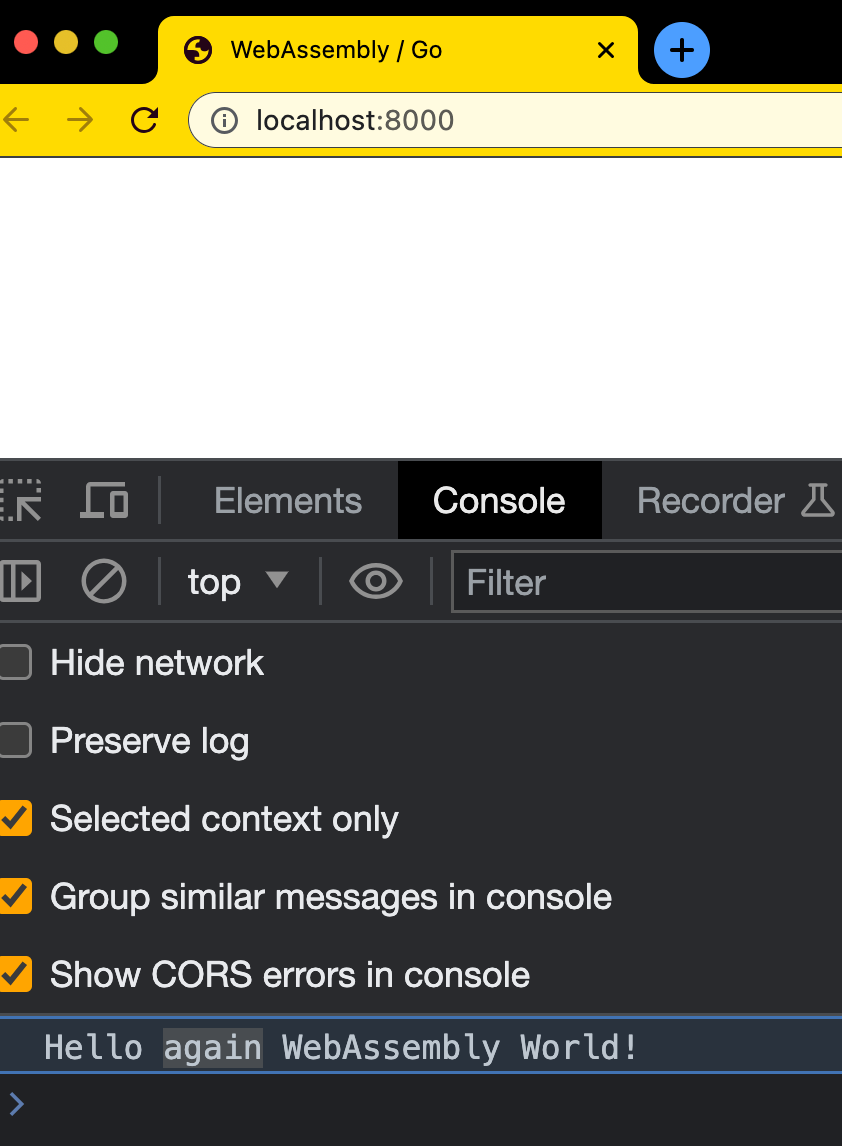 WebAssembly / Go
localhost:8000
Elements Console Recorder
top Filter
Hide network
Preserve log
Selected context only
Group similar messages in console
Show CORS errors in console
Hello again WebAssembly World!